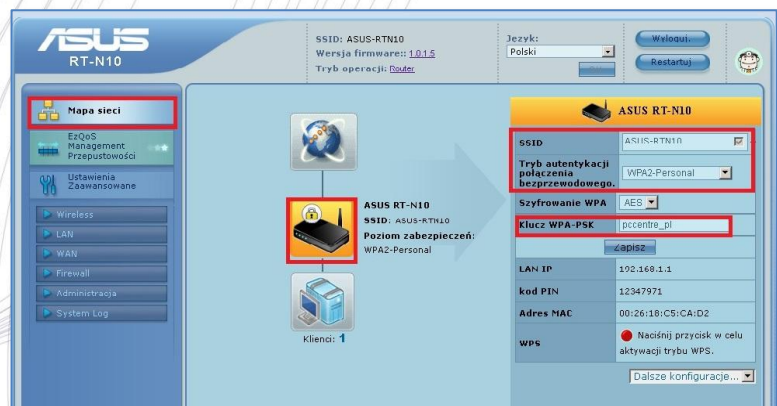 ASUS
RT-N10
SSID: ASUS-RTN10
Wersja firmware:: 1.0.1.5
Tryb operacji: Router
Język:
Polski
Wyloguj.
Restartuj
Mapa sieci
EzQoS
Management
Przepustowości
Ustawienia
Zaawansowane
Wireless
LAN
WAN
Firewall
Administracja
System Log
ASUS RT-N10
SSID: ASUS-RTN10
Poziom zabezpieczeń:
WPA2-Personal
Klienci: 1
ASUS RT-N10
SSID ASUS-RTN10
Tryb autentykacji
połączenia
bezprzewodowego. WPA2-Personal
Szyfrowanie WPA AES
Klucz WPA-PSK pccentre_pl
Zapisz
LAN IP 192.168.1.1
kod PIN 12347971
Adres MAC 00:26:18:C5:CA:D2
WPS Naciśnij przycisk w celu
aktywacji trybu WPS.
Dalsze konfiguracje...